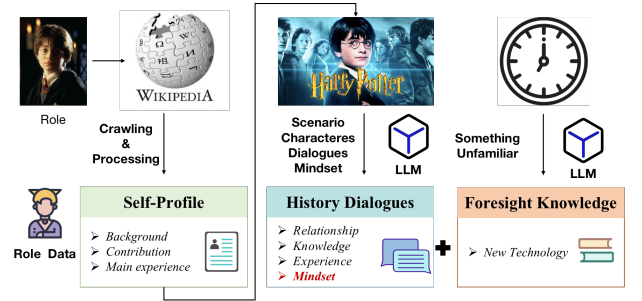 Role
WIKIPEDIA
Crawling
&
Processing
Harry Potter
Scenario
Characteres
Dialogues
Mindset
LLM
Something
Unfamiliar
LLM
Role Data
Self-Profile
Background
Contribution
Main experience
History Dialogues
Relationship
Knowledge
Experience
Mindset
Foresight Knowledge
New Technology